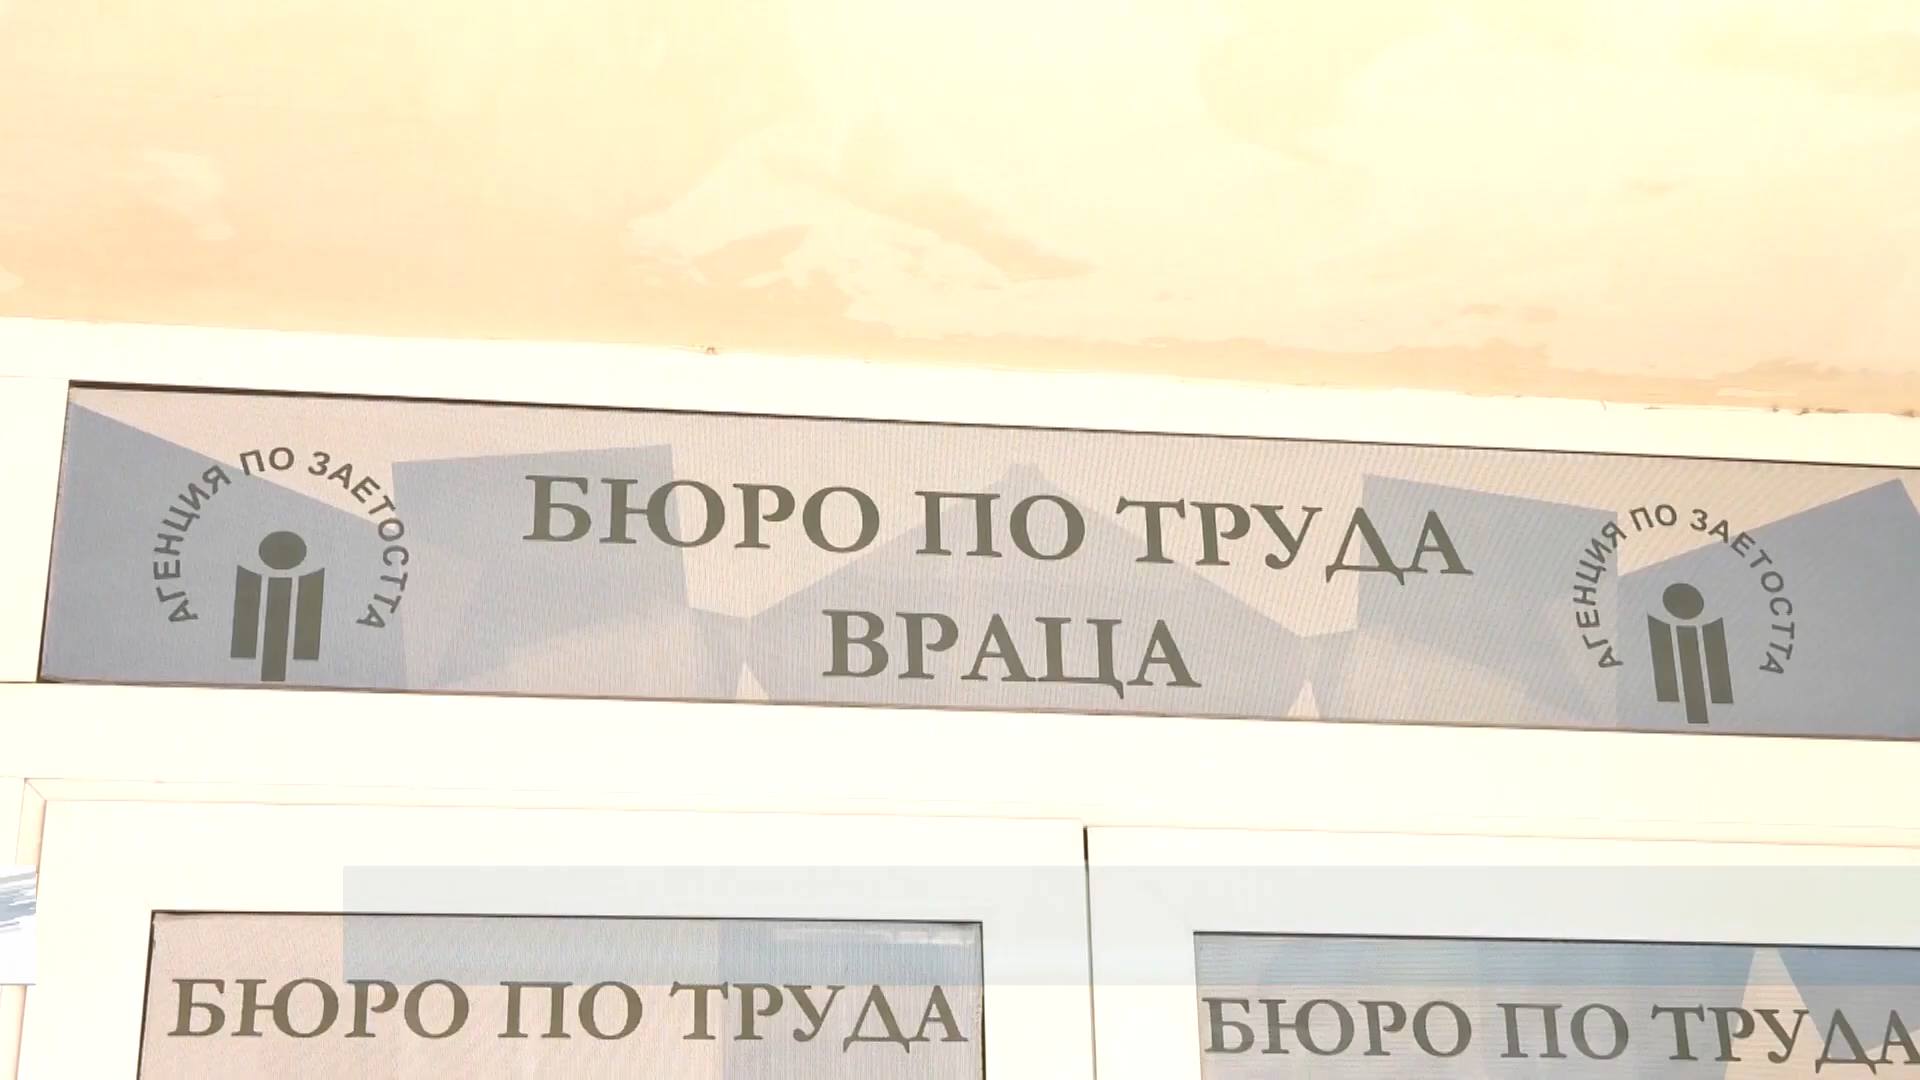 АГЕНЦИЯ ПО ЗАЕТОСТТА
БЮРО ПО ТРУДА
ВРАЦА
АГЕНЦИЯ ПО ЗАЕТОСТТА
БЮРО ПО ТРУДА
БЮРО ПО ТРУДА